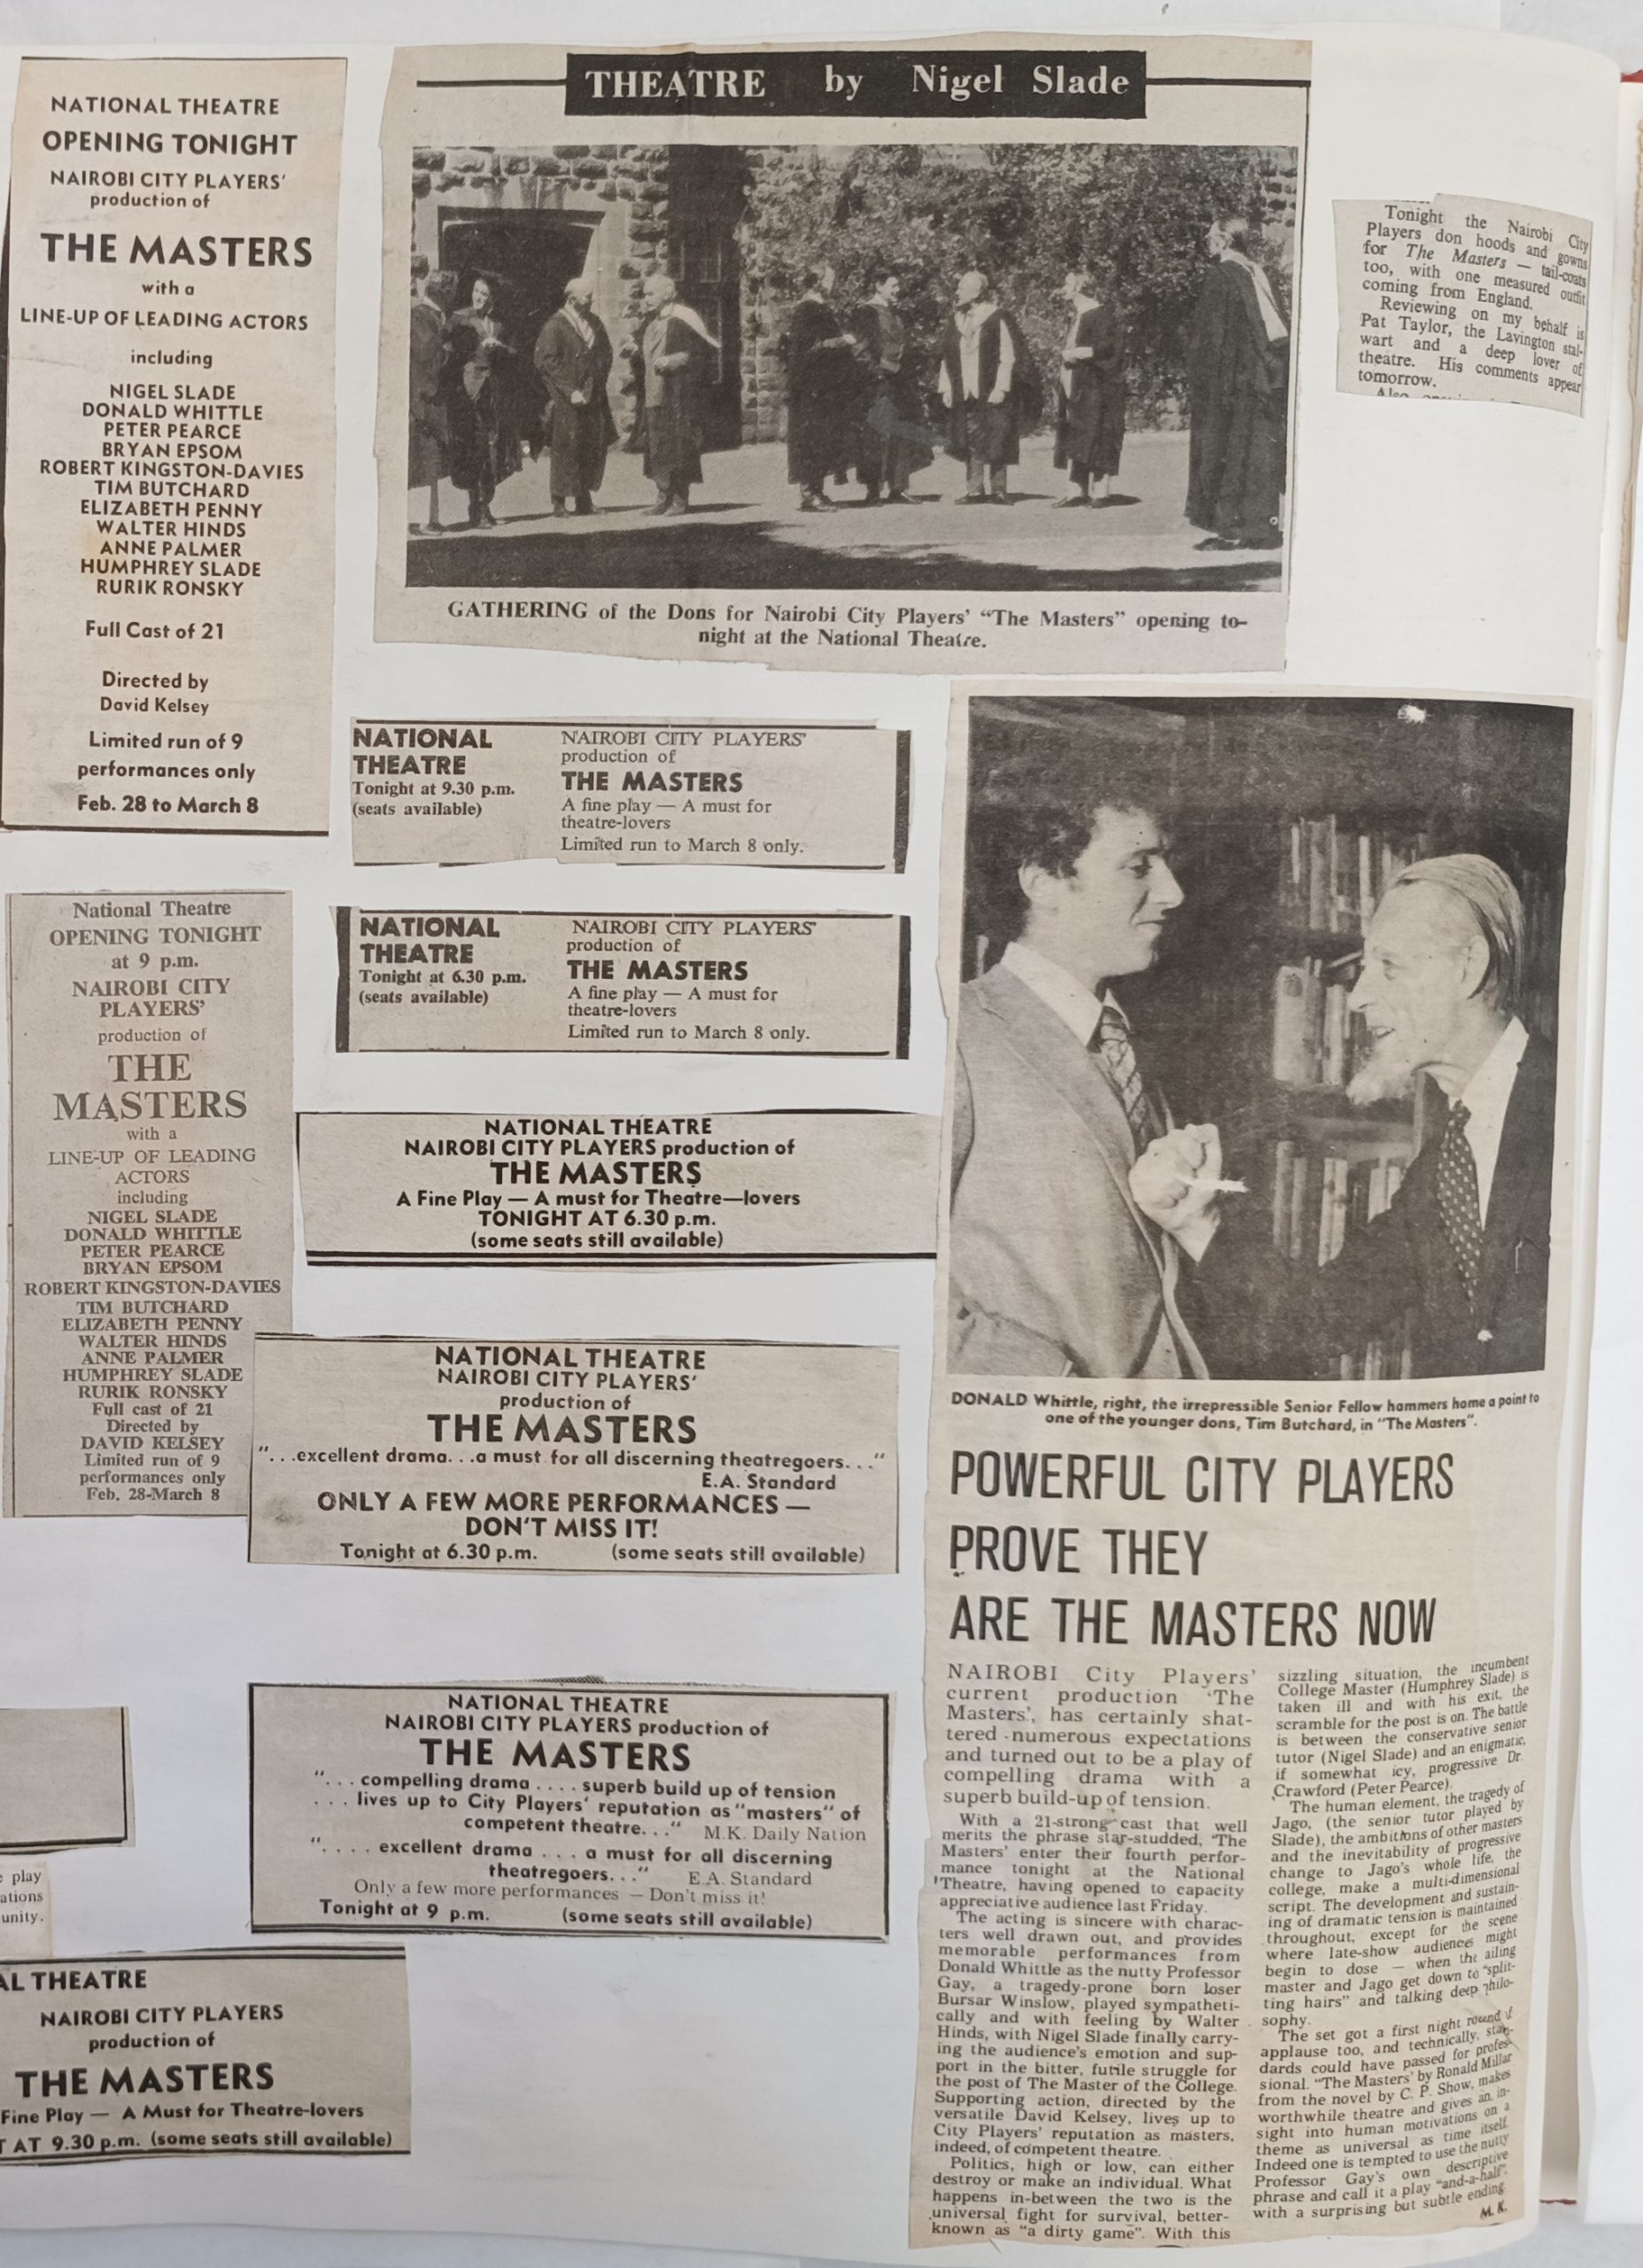 NATIONAL THEATRE
OPENING TONIGHT
NAIROBI CITY PLAYERS'
production of
THE MASTERS
with a
LINE-UP OF LEADING ACTORS
including
NIGEL SLADE
DONALD WHITTLE
PETER PEARCE
BRYAN EPSOM
ROBERT KINGSTON-DAVIES
TIM BUTCHARD
ELIZABETH PENNY
WALTER HINDS
ANNE PALMER
HUMPHREY SLADE
RURIK RONSKY
Full Cast of 21
Directed by
David Kelsey
Limited run of 9
performances only
Feb. 28 to March 8
THEATRE by Nigel Slade
GATHERING of the Dons for Nairobi City Players' "The Masters" opening to-
night at the National Theatre.
Tonight the Nairobi City
Players don hoods and gowns
for The Masters — tail-coats
too, with one measured outfit
coming from England.
Reviewing on my behalf is
Pat Taylor, the Lavington stal-
wart and a deep lover of
theatre. His comments appear
tomorrow.
Also
NATIONAL
THEATRE
Tonight at 9.30 p.m.
(seats available)
NAIROBI CITY PLAYERS'
production of
THE MASTERS
A fine play — A must for
theatre-lovers
Limited run to March 8 only.
NATIONAL
THEATRE
Tonight at 6.30 p.m.
(seats available)
NAIROBI CITY PLAYERS'
production of
THE MASTERS
A fine play — A must for
theatre-lovers
Limited run to March 8 only.
National Theatre
OPENING TONIGHT
at 9 p.m.
NAIROBI CITY
PLAYERS'
production of
THE
MASTERS
with a
LINE-UP OF LEADING
ACTORS
including
NIGEL SLADE
DONALD WHITTLE
PETER PEARCE
BRYAN EPSOM
ROBERT KINGSTON-DAVIES
TIM BUTCHARD
ELIZABETH PENNY
WALTER HINDS
ANNE PALMER
HUMPHREY SLADE
RURIK RONSKY
Full cast of 21
Directed by
DAVID KELSEY
Limited run of 9
performances only
Feb. 28-March 8
NATIONAL THEATRE
NAIROBI CITY PLAYERS production of
THE MASTERS
A Fine Play — A must for Theatre—lovers
TONIGHT AT 6.30 p.m.
(some seats still available)
NATIONAL THEATRE
NAIROBI CITY PLAYERS'
production of
THE MASTERS
"...excellent drama...a must for all discerning theatregoers..."
E.A. Standard
ONLY A FEW MORE PERFORMANCES —
DON'T MISS IT!
Tonight at 6.30 p.m. (some seats still available)
NATIONAL THEATRE
NAIROBI CITY PLAYERS production of
THE MASTERS
"... compelling drama .... superb build up of tension
... lives up to City Players' reputation as "masters" of
competent theatre..." M.K. Daily Nation
".... excellent drama ... a must for all discerning
theatregoers..." E.A. Standard
Only a few more performances — Don't miss it!
Tonight at 9 p.m. (some seats still available)
play
ations
unity.
AL THEATRE
NAIROBI CITY PLAYERS
production of
THE MASTERS
Fine Play — A Must for Theatre-lovers
T AT 9.30 p.m. (some seats still available)
DONALD Whittle, right, the irrepressible Senior Fellow hammers home a point to
one of the younger dons, Tim Butchard, in "The Masters".
POWERFUL CITY PLAYERS
PROVE THEY
ARE THE MASTERS NOW
NAIROBI City Players'
current production 'The
Masters', has certainly shat-
tered numerous expectations
and turned out to be a play of
compelling drama with a
superb build-up of tension.
With a 21-strong cast that well
merits the phrase star-studded, 'The
Masters' enter their fourth perfor-
mance tonight at the National
Theatre, having opened to capacity
appreciative audience last Friday.
The acting is sincere with charac-
ters well drawn out, and provides
memorable performances from
Donald Whittle as the nutty Professor
Gay, a tragedy-prone born loser
Bursar Winslow, played sympatheti-
cally and with feeling by Walter
Hinds, with Nigel Slade finally carry-
ing the audience's emotion and sup-
port in the bitter, futile struggle for
the post of The Master of the College.
Supporting action, directed by the
versatile David Kelsey, lives up to
City Players' reputation as masters,
indeed, of competent theatre.
Politics, high or low, can either
destroy or make an individual. What
happens in-between the two is the
universal fight for survival, better-
known as "a dirty game". With this
sizzling situation, the incumbent
College Master (Humphrey Slade) is
taken ill and with his exit, the
scramble for the post is on. The battle
is between the conservative senior
tutor (Nigel Slade) and an enigmatic,
if somewhat icy, progressive Dr.
Crawford (Peter Pearce).
The human element, the tragedy of
Jago, (the senior tutor played by
Slade), the ambitions of other masters
and the inevitability of progressive
change to Jago's whole life, the
college, make a multi-dimensional
script. The development and sustain-
ing of dramatic tension is maintained
throughout, except for the scene
where late-show audiences might
begin to dose — when the ailing
master and Jago get down to "split-
ting hairs" and talking deep philo-
sophy.
The set got a first night round of
applause too, and technically, stan-
dards could have passed for profes-
sional. "The Masters' by Ronald Millar
from the novel by C. P. Show, makes
worthwhile theatre and gives an in-
sight into human motivations on a
theme as universal as time itself.
Indeed one is tempted to use the nutty
Professor Gay's own descriptive
phrase and call it a play "and-a-half".
with a surprising but subtle ending.
M. K.